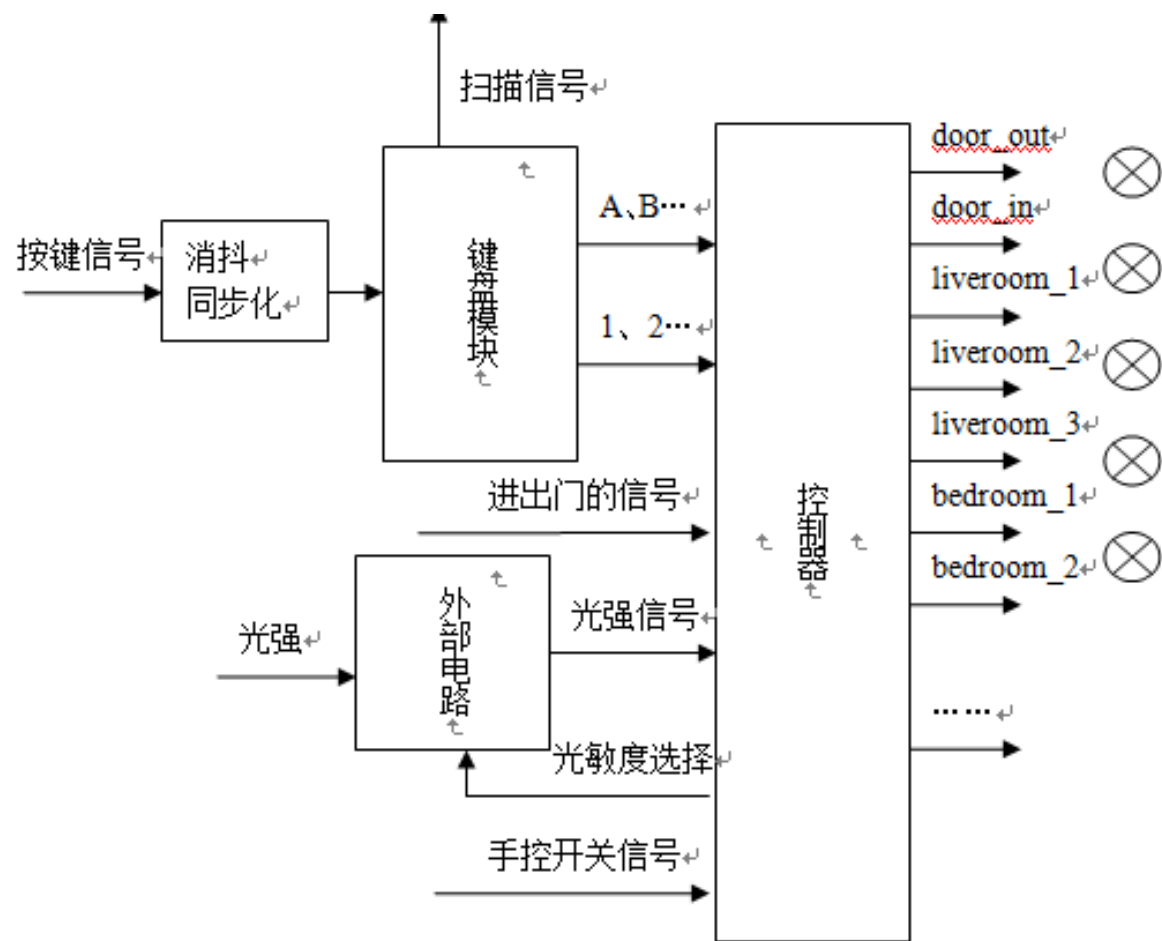 扫描信号
按键信号
消抖
同步化
键盘模块
A、B…
1、2…
进出门的信号
光强
外部电路
光强信号
光敏度选择
手控开关信号
控制器
door_out
door_in
liveroom_1
liveroom_2
liveroom_3
bedroom_1
bedroom_2
……